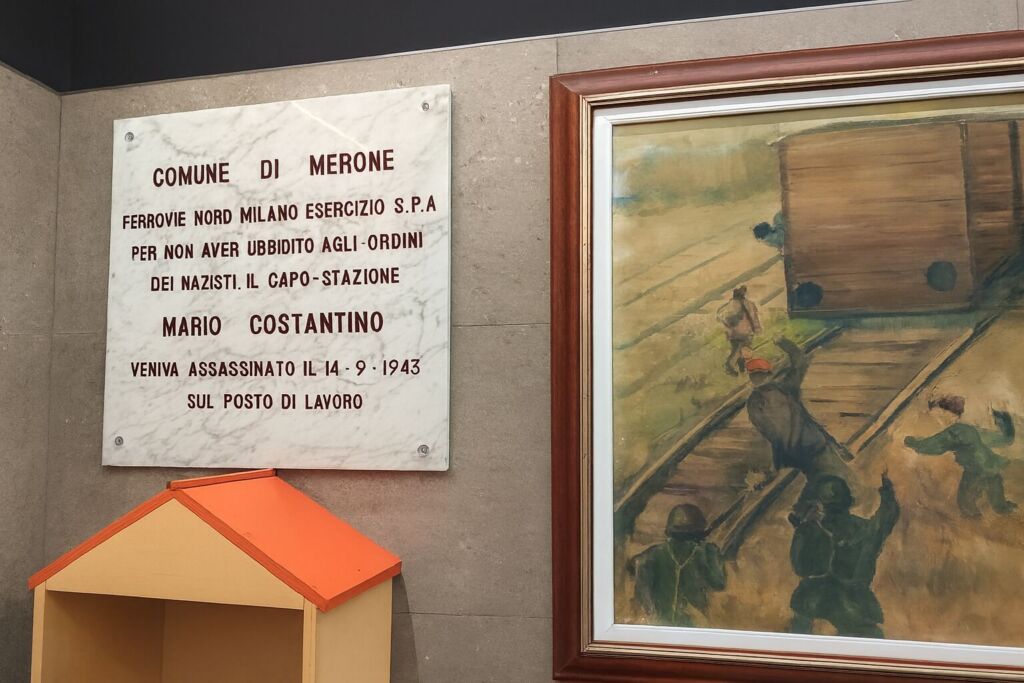 COMUNE DI MERONE
FERROVIE NORD MILANO ESERCIZIO S.P.A
PER NON AVER UBBIDITO AGLI-ORDINI
DEI NAZISTI. IL CAPO-STAZIONE
MARIO COSTANTINO
VENIVA ASSASSINATO IL 14-9-1943
SUL POSTO DI LAVORO